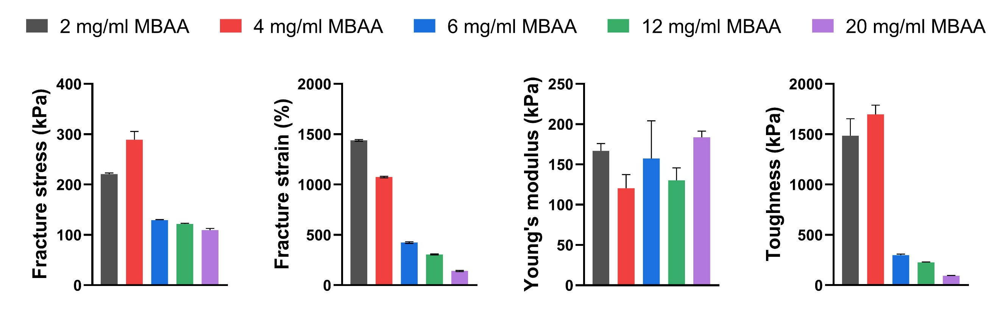 2 mg/ml MBAA
4 mg/ml MBAA
6 mg/ml MBAA
12 mg/ml MBAA
20 mg/ml MBAA
Fracture stress (kPa)
400
300
200
100
0
Fracture strain (%)
2000
1500
1000
500
0
Young's modulus (kPa)
250
200
150
100
50
0
Toughness (kPa)
2000
1500
1000
500
0